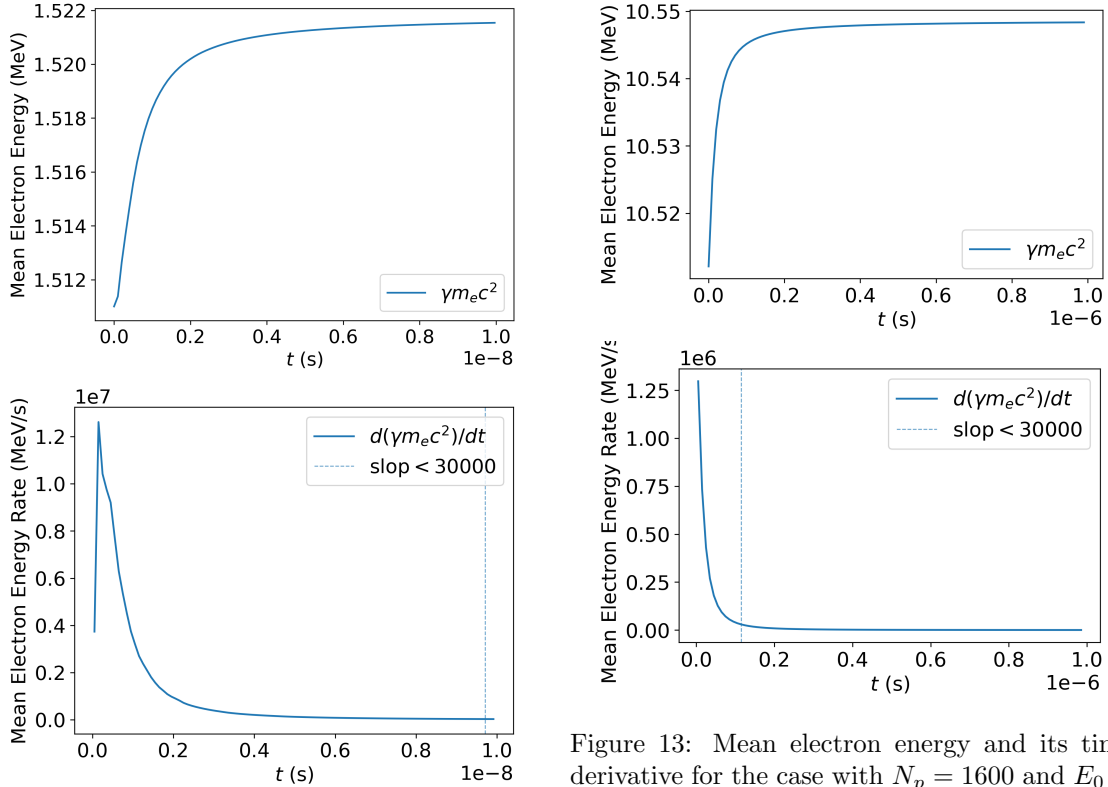 Mean Electron Energy (MeV)
1.522
1.520
1.518
1.516
1.514
1.512
γmₑc²
0.0 0.2 0.4 0.6 0.8 1.0
t (s)
1e−8
Mean Electron Energy Rate (MeV/s)
1e7
1.2
1.0
0.8
0.6
0.4
0.2
0.0
d(γmₑc²)/dt
slop < 30000
0.0 0.2 0.4 0.6 0.8 1.0
t (s)
1e−8
Mean Electron Energy (MeV)
10.55
10.54
10.53
10.52
γmₑc²
0.0 0.2 0.4 0.6 0.8 1.0
t (s)
1e−6
Mean Electron Energy Rate (MeV/s
1e6
1.25
1.00
0.75
0.50
0.25
0.00
d(γmₑc²)/dt
slop < 30000
0.0 0.2 0.4 0.6 0.8 1.0
t (s)
1e−6
Figure 13: Mean electron energy and its tim
derivative for the case with Nₚ = 1600 and E₀